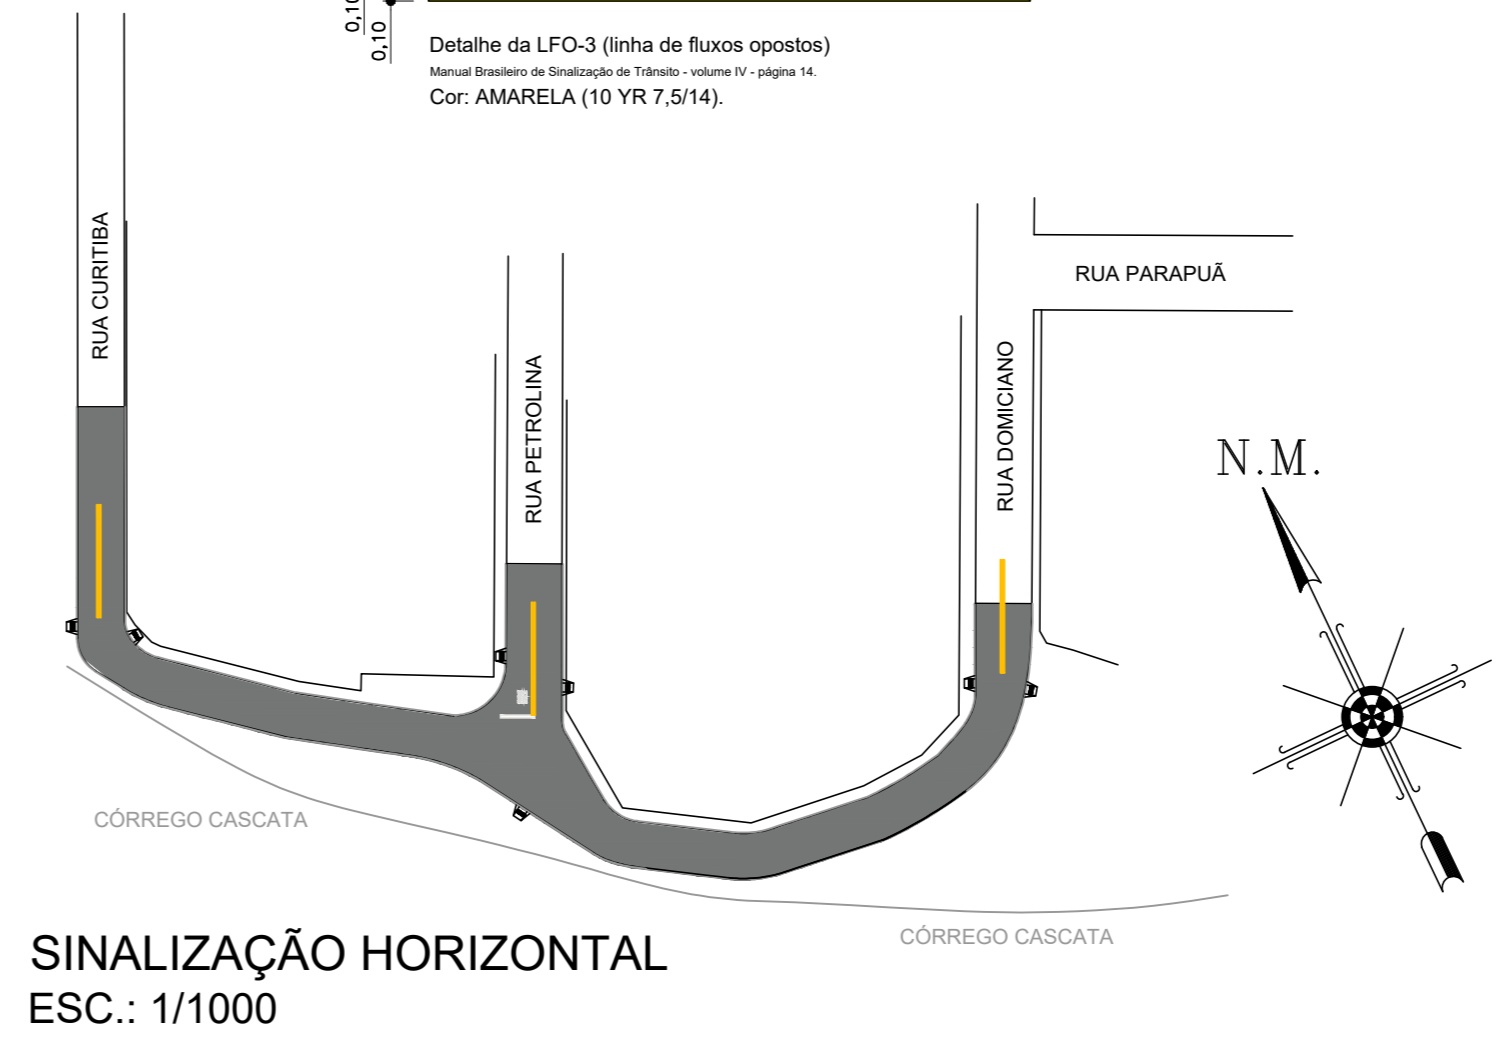 0,10
0,10
Detalhe da LFO-3 (linha de fluxos opostos)
Manual Brasileiro de Sinalização de Trânsito - volume IV - página 14.
Cor: AMARELA (10 YR 7,5/14).
RUA CURITIBA
RUA PETROLINA
RUA DOMICIANO
RUA PARAPUÃ
N.M.
CÓRREGO CASCATA
CÓRREGO CASCATA
SINALIZAÇÃO HORIZONTAL
ESC.: 1/1000